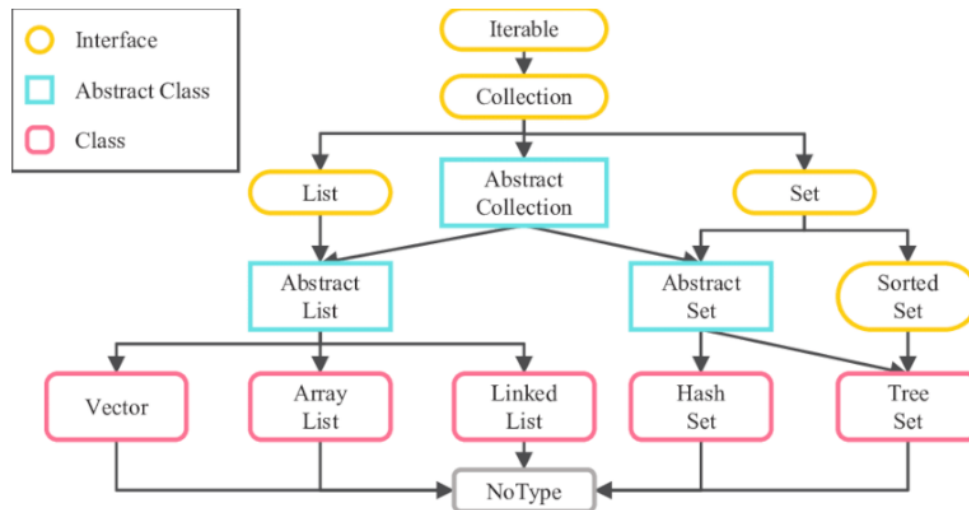 Interface
Abstract Class
Class
Iterable
Collection
List
Abstract
Collection
Set
Abstract
List
Abstract
Set
Sorted
Set
Vector
Array
List
Linked
List
Hash
Set
Tree
Set
NoType